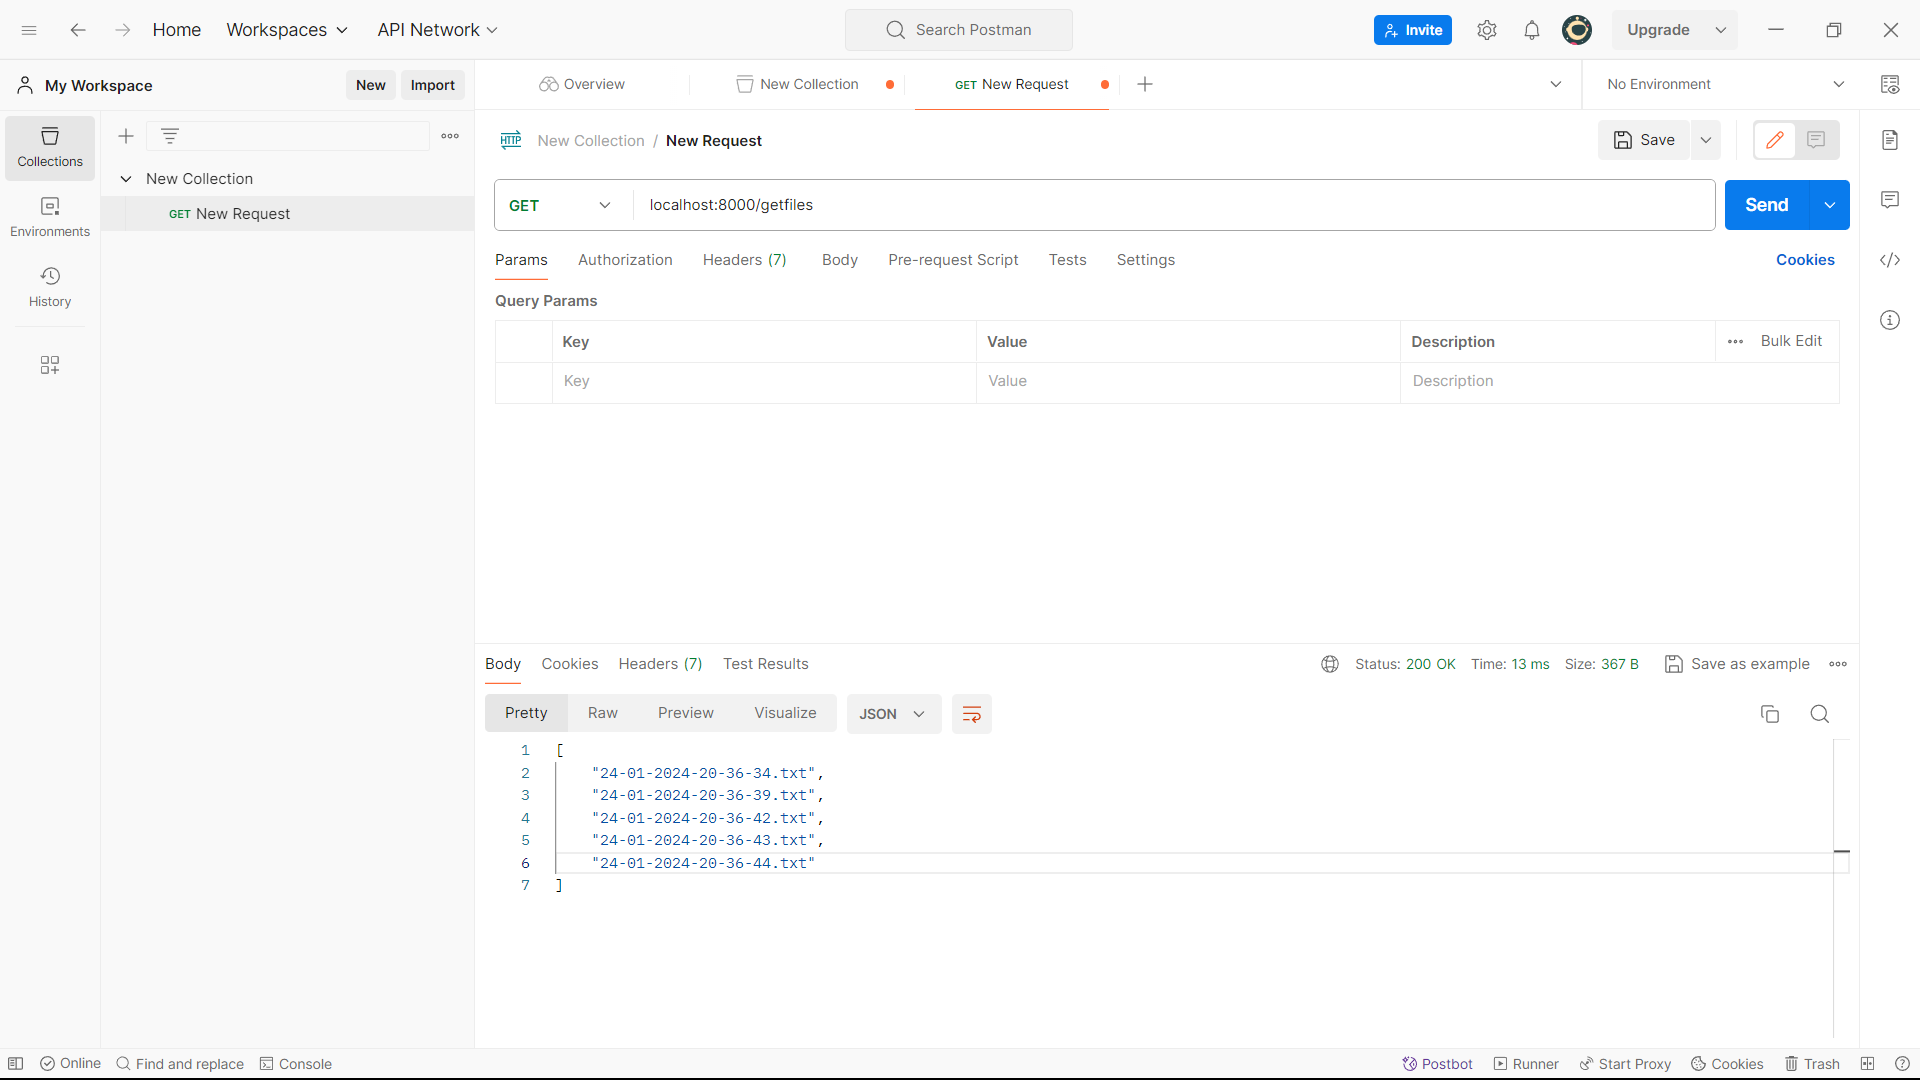 Home Workspaces API Network Search Postman Invite Upgrade
My Workspace New Import Overview New Collection GET New Request No Environment
Collections
Environments
History
New Collection
GET New Request
HTTP New Collection / New Request Save
GET localhost:8000/getfiles Send
Params Authorization Headers (7) Body Pre-request Script Tests Settings Cookies
Query Params
Key Value Description Bulk Edit
Key Value Description
Body Cookies Headers (7) Test Results Status: 200 OK Time: 13 ms Size: 367 B Save as example
Pretty Raw Preview Visualize JSON
1 [
2 "24-01-2024-20-36-34.txt",
3 "24-01-2024-20-36-39.txt",
4 "24-01-2024-20-36-42.txt",
5 "24-01-2024-20-36-43.txt",
6 "24-01-2024-20-36-44.txt"
7 ]
Online Find and replace Console Postbot Runner Start Proxy Cookies Trash